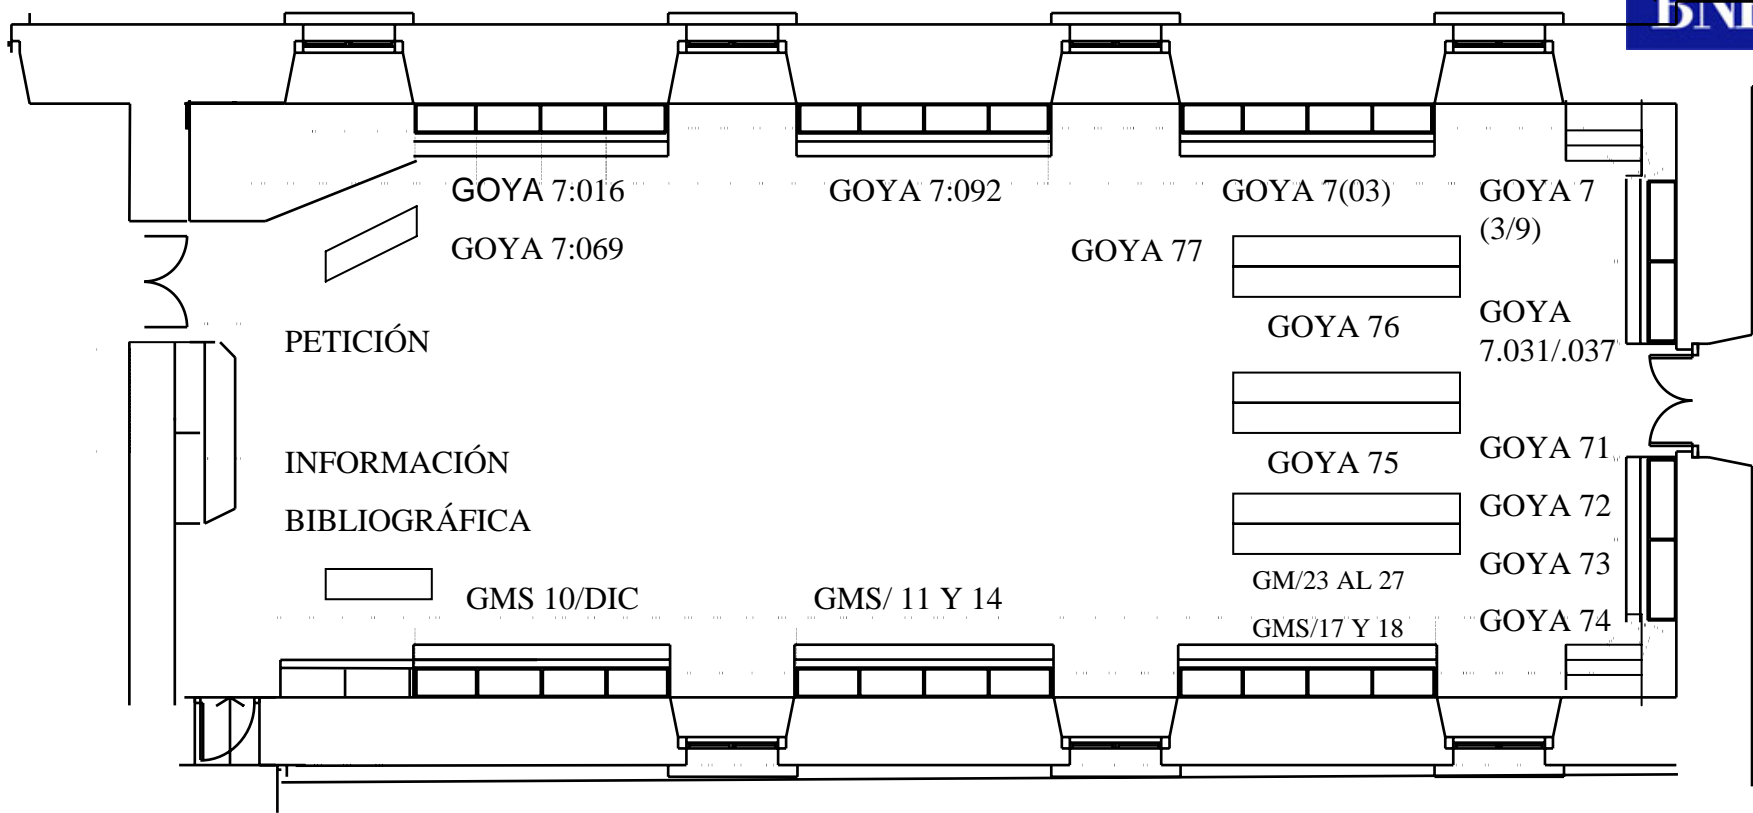 GOYA 7:016
GOYA 7:092
GOYA 7(03)
GOYA 7
(3/9)
GOYA 7:069
GOYA 77
GOYA 76
GOYA
7.031/.037
PETICIÓN
INFORMACIÓN
BIBLIOGRÁFICA
GOYA 75
GOYA 71
GOYA 72
GOYA 73
GOYA 74
GMS 10/DIC
GMS/ 11 Y 14
GM/23 AL 27
GMS/17 Y 18